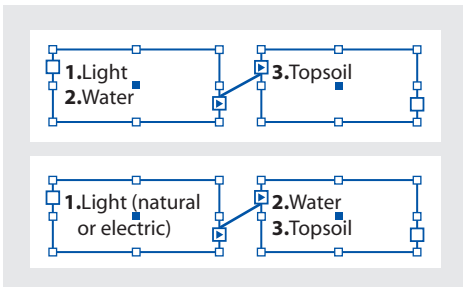 1.Light
2.Water
3.Topsoil
1.Light (natural
or electric)
2.Water
3.Topsoil